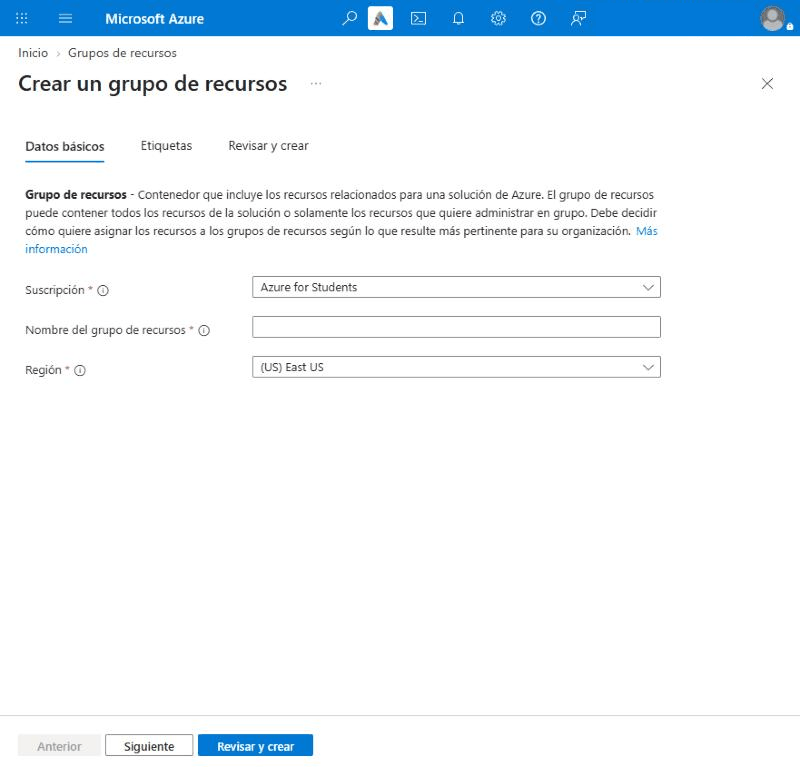 Microsoft Azure
Inicio > Grupos de recursos
Crear un grupo de recursos ...
Datos básicos Etiquetas Revisar y crear
Grupo de recursos - Contenedor que incluye los recursos relacionados para una solución de Azure. El grupo de recursos
puede contener todos los recursos de la solución o solamente los recursos que quiere administrar en grupo. Debe decidir
cómo quiere asignar los recursos a los grupos de recursos según lo que resulte más pertinente para su organización. Más
información
Suscripción * Azure for Students
Nombre del grupo de recursos *
Región * (US) East US
Anterior Siguiente Revisar y crear